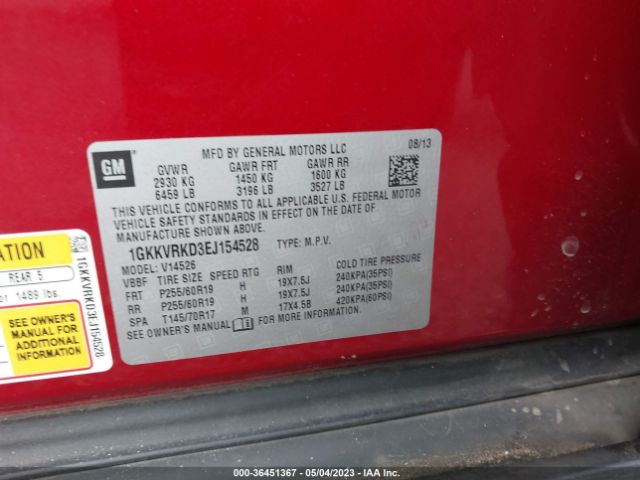 GM
MFD BY GENERAL MOTORS LLC 08/13
GVWR GAWR FRT GAWR RR
2930 KG 1450 KG 1600 KG
6459 LB 3196 LB 3527 LB
THIS VEHICLE CONFORMS TO ALL APPLICABLE U.S. FEDERAL MOTOR
VEHICLE SAFETY STANDARDS IN EFFECT ON THE DATE OF
MANUFACTURE SHOWN ABOVE.
1GKKVRKD3EJ154528 TYPE: M.P.V.
MODEL: V14526
VBBF TIRE SIZE SPEED RTG RIM COLD TIRE PRESSURE
FRT P255/60R19 H 19X7.5J 240KPA(35PSI)
RR P255/60R19 H 19X7.5J 240KPA(35PSI)
SPA T145/70R17 M 17X4.5B 420KPA(60PSI)
SEE OWNER'S MANUAL FOR MORE INFORMATION.
ATION
REAR 5
or 1489 lbs.
SEE OWNER'S
MANUAL FOR
ADDITIONAL
INFORMATION
1GKKVRKD3EJ154528
000-36451367 - 05/04/2023 - IAA Inc.